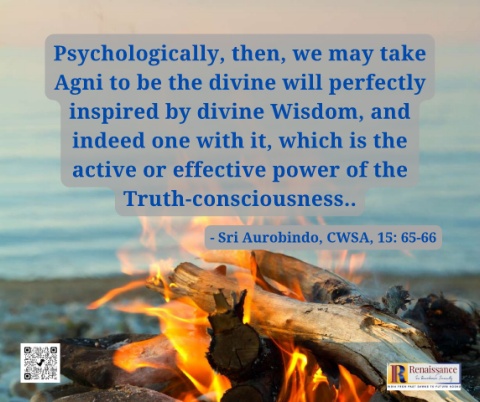 Psychologically, then, we may take
Agni to be the divine will perfectly
inspired by divine Wisdom, and
indeed one with it, which is the
active or effective power of the
Truth-consciousness..
- Sri Aurobindo, CWSA, 15: 65-66
Renaissance